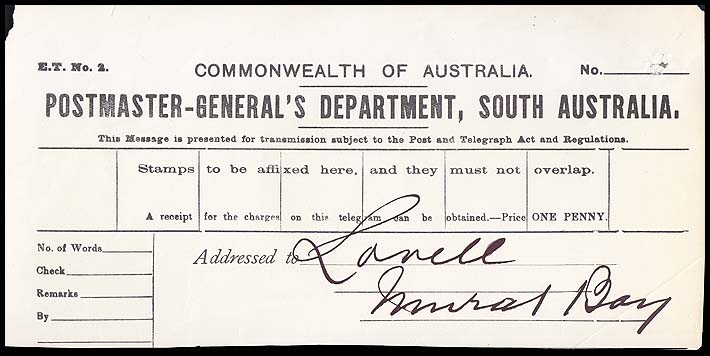 E.T. No. 2.
COMMONWEALTH OF AUSTRALIA.
No.
POSTMASTER-GENERAL'S DEPARTMENT, SOUTH AUSTRALIA.
This Message is presented for transmission subject to the Post and Telegraph Act and Regulations.
Stamps to be affixed here, and they must not overlap.
A receipt for the charges on this telegram can be obtained.—Price ONE PENNY.
No. of Words
Check
Remarks
By
Addressed to Lovell
Murat Bay